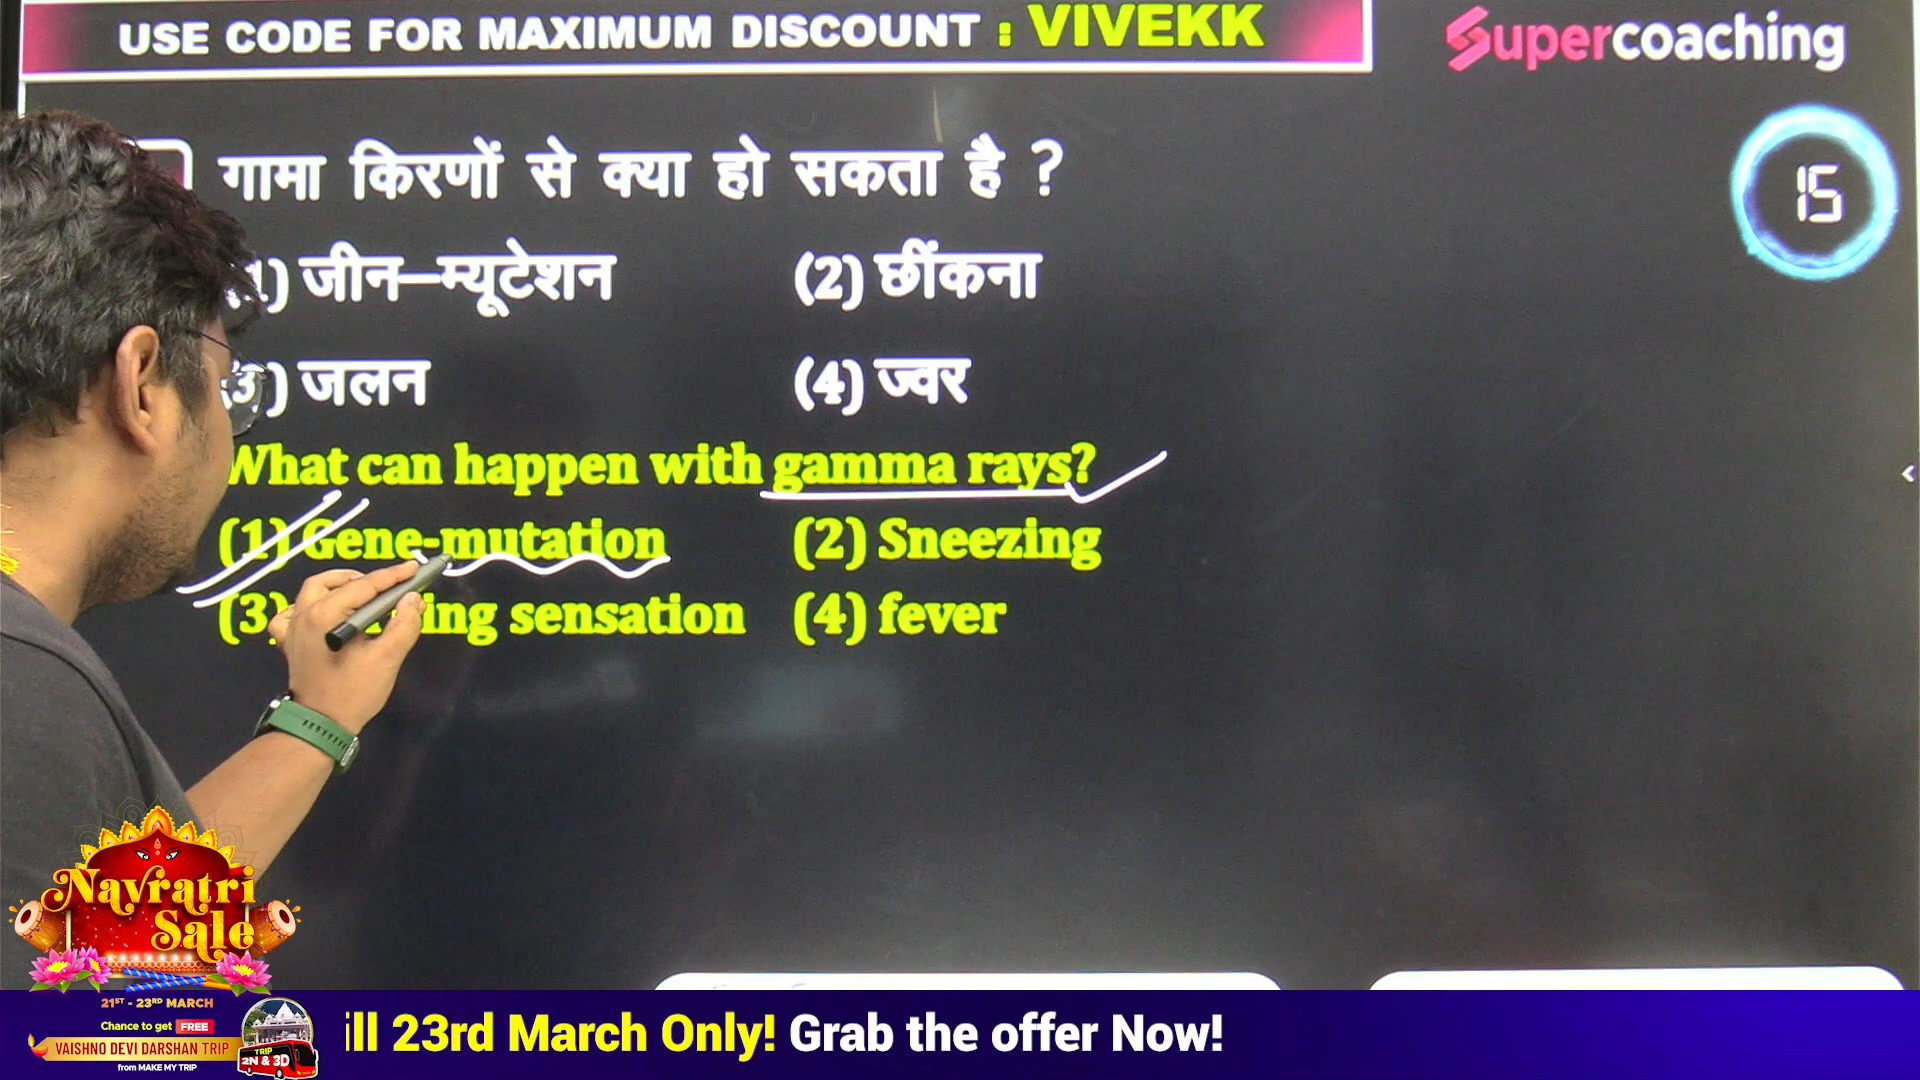 USE CODE FOR MAXIMUM DISCOUNT : VIVEKK
Supercoaching
15
गामा किरणों से क्या हो सकता है ?
1) जीन–म्यूटेशन (2) छींकना
3) जलन (4) ज्वर
What can happen with gamma rays?
(1) Gene-mutation (2) Sneezing
(3) ing sensation (4) fever
Navratri
Sale
21ST - 23RD MARCH
Chance to get FREE
VAISHNO DEVI DARSHAN TRIP
from MAKE MY TRIP
TRIP
2N & 3D
ill 23rd March Only! Grab the offer Now!